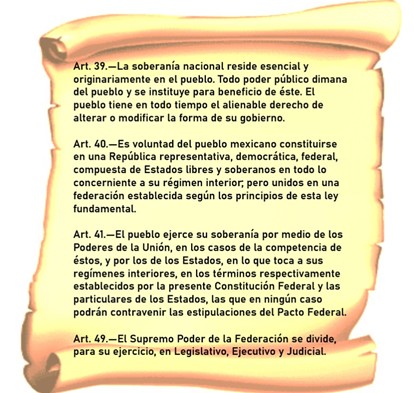 Art. 39.—La soberanía nacional reside esencial y
originariamente en el pueblo. Todo poder público dimana
del pueblo y se instituye para beneficio de éste. El
pueblo tiene en todo tiempo el alienable derecho de
alterar o modificar la forma de su gobierno.
Art. 40.—Es voluntad del pueblo mexicano constituirse
en una República representativa, democrática, federal,
compuesta de Estados libres y soberanos en todo lo
concerniente a su régimen interior; pero unidos en una
federación establecida según los principios de esta ley
fundamental.
Art. 41.—El pueblo ejerce su soberanía por medio de los
Poderes de la Unión, en los casos de la competencia de
éstos, y por los de los Estados, en lo que toca a sus
regímenes interiores, en los términos respectivamente
establecidos por la presente Constitución Federal y las
particulares de los Estados, las que en ningún caso
podrán contravenir las estipulaciones del Pacto Federal.
Art. 49.—El Supremo Poder de la Federación se divide,
para su ejercicio, en Legislativo, Ejecutivo y Judicial.